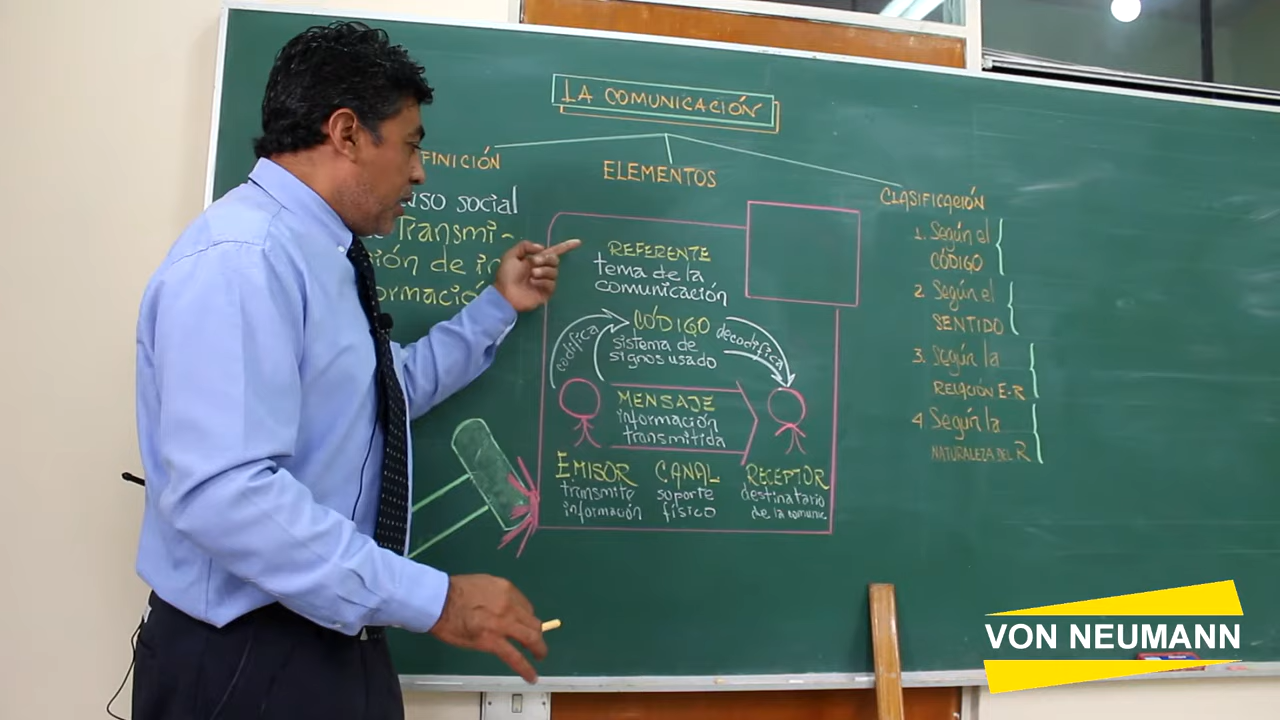 LA COMUNICACIÓN
FINICIÓN
uso social
Transmi-
ión de in
formación
ELEMENTOS
REFERENTE
tema de la
comunicación
codifica
CÓDIGO
sistema de
signos usado
decodifica
MENSAJE
información
transmitida
EMISOR
transmite
información
CANAL
soporte
físico
RECEPTOR
destinatario
de la comunic.
CLASIFICACIÓN
1. Según el
CÓDIGO
2 Según el
SENTIDO
3. Según la
RELACIÓN E-R
4 Según la
NATURALEZA DEL R
VON NEUMANN